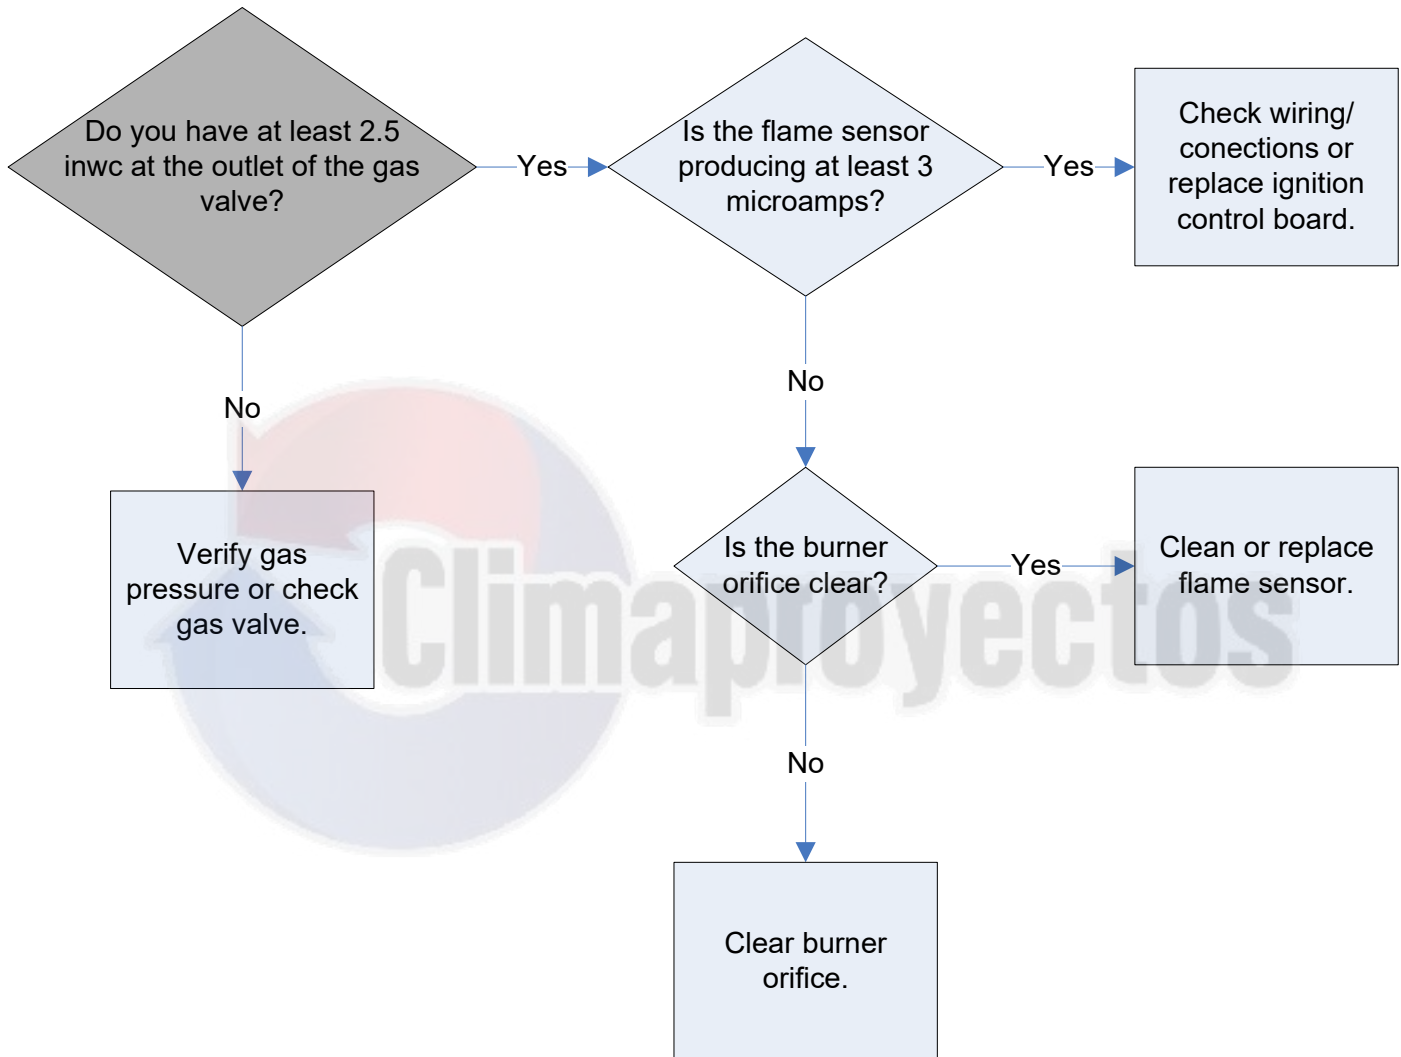 Do you have at least 2.5
inwc at the outlet of the gas
valve?
Yes
Is the flame sensor
producing at least 3
microamps?
Yes
Check wiring/
conections or
replace ignition
control board.
No
No
Verify gas
pressure or check
gas valve.
Is the burner
orifice clear?
Yes
Clean or replace
flame sensor.
Climaproyectos
No
Clear burner
orifice.